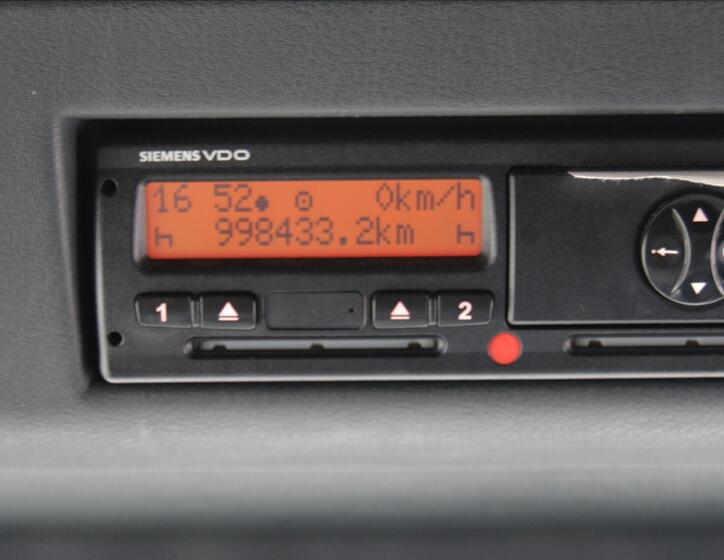 SIEMENS VDO
16 52 0km/h
998433.2km
1 2